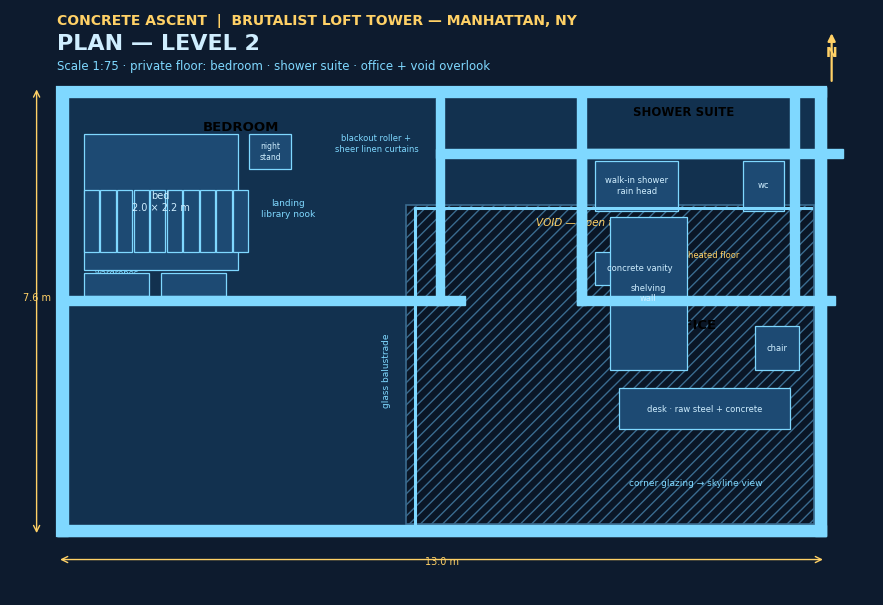 CONCRETE ASCENT | BRUTALIST LOFT TOWER — MANHATTAN, NY
PLAN — LEVEL 2
Scale 1:75 · private floor: bedroom · shower suite · office + void overlook
N
BEDROOM
SHOWER SUITE
blackout roller +
sheer linen curtains
night
stand
bed
2.0 × 2.2 m
landing
library nook
walk-in shower
rain head
wc
VOID —
heated floor
concrete vanity
shelving
wall
wardrobes
7.6 m
chair
glass balustrade
desk · raw steel + concrete
corner glazing → skyline view
13.0 m